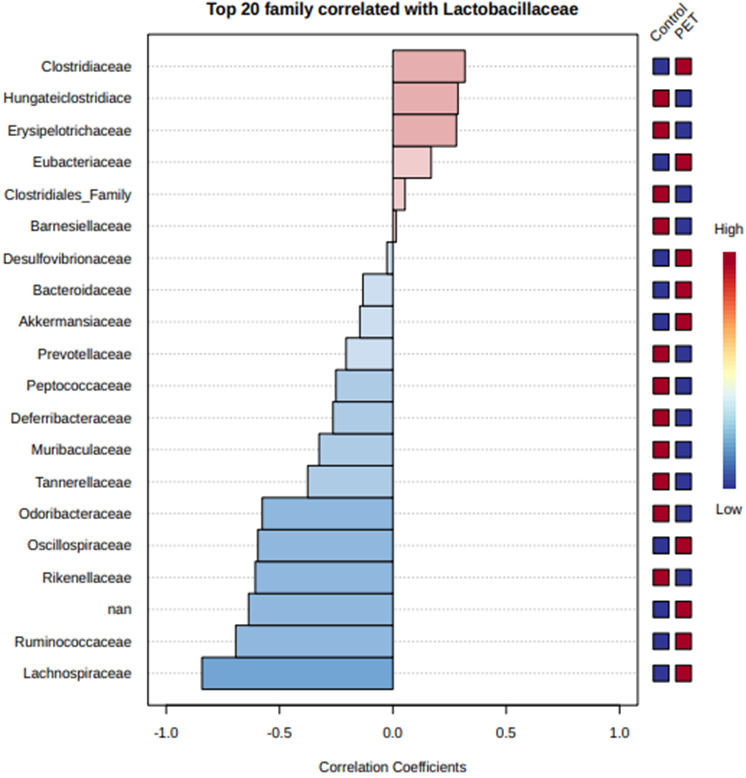 Top 20 family correlated with Lactobacillaceae
Control
PET
Clostridiaceae
Hungateiclostridiace
Erysipelotrichaceae
Eubacteriaceae
Clostridiales_Family
Barnesiellaceae
Desulfovibrionaceae
Bacteroidaceae
Akkermansiaceae
Prevotellaceae
Peptococcaceae
Deferribacteraceae
Muribaculaceae
Tannerellaceae
Odoribacteraceae
Oscillospiraceae
Rikenellaceae
nan
Ruminococcaceae
Lachnospiraceae
High
Low
-1.0 -0.5 0.0 0.5 1.0
Correlation Coefficients